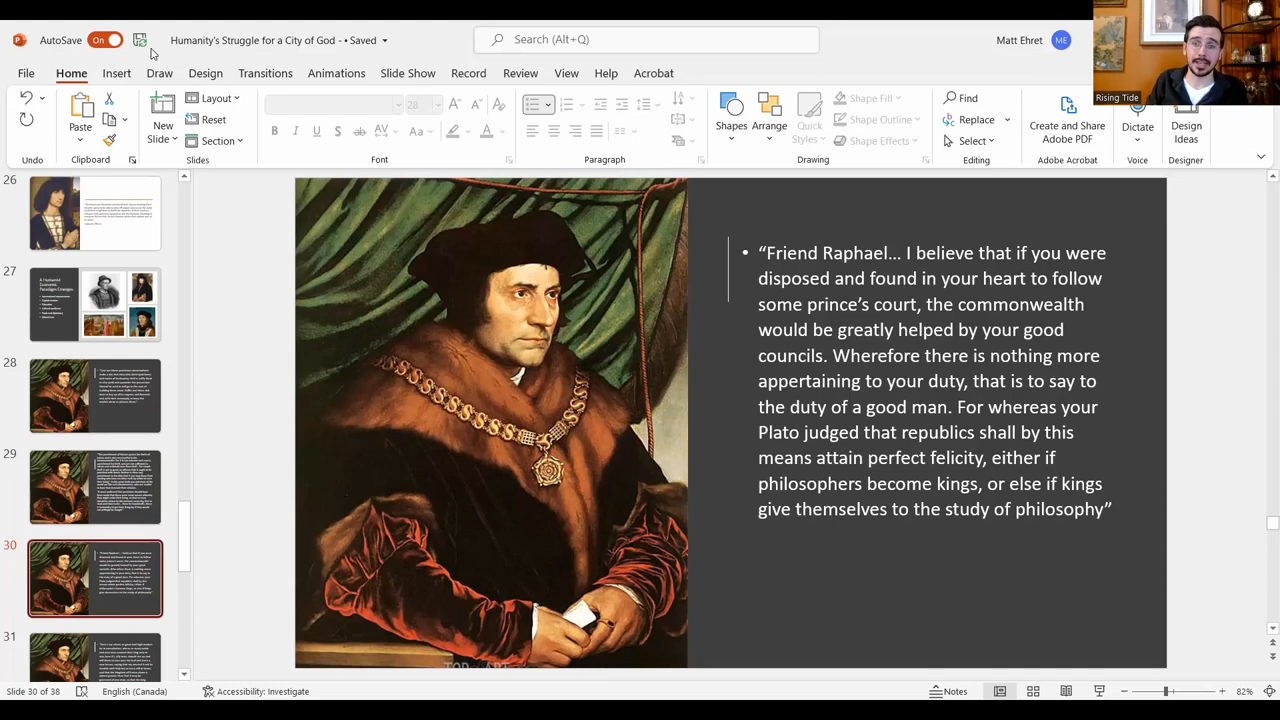 AutoSave On Humanity's Struggle for a City of God - • Saved Search (Alt+Q) Matt Ehret ME
File Home Insert Draw Design Transitions Animations Slide Show Record Review View Help Acrobat
Rising Tide
Paste
New
Slide
Layout
Reset
Section
28
Shapes
Arrange
Quick
Styles
Shape Fill
Shape Outline
Shape Effects
Find
Replace
Select
Create and Share
Adobe PDF
Dictate
Design
Ideas
Undo Clipboard Slides Font Paragraph Drawing Editing Adobe Acrobat Voice Designer
26
27
A Humanist
Economic
Paradigm Emerges
28
29
30
31
• “Friend Raphael… I believe that if you were
disposed and found in your heart to follow
some prince’s court, the commonwealth
would be greatly helped by your good
councils. Wherefore there is nothing more
appertaining to your duty, that is to say to
the duty of a good man. For whereas your
Plato judged that republics shall by this
means attain perfect felicity, either if
philosophers become kings, or else if kings
give themselves to the study of philosophy”
Slide 30 of 38 English (Canada) Accessibility: Investigate Notes 82%